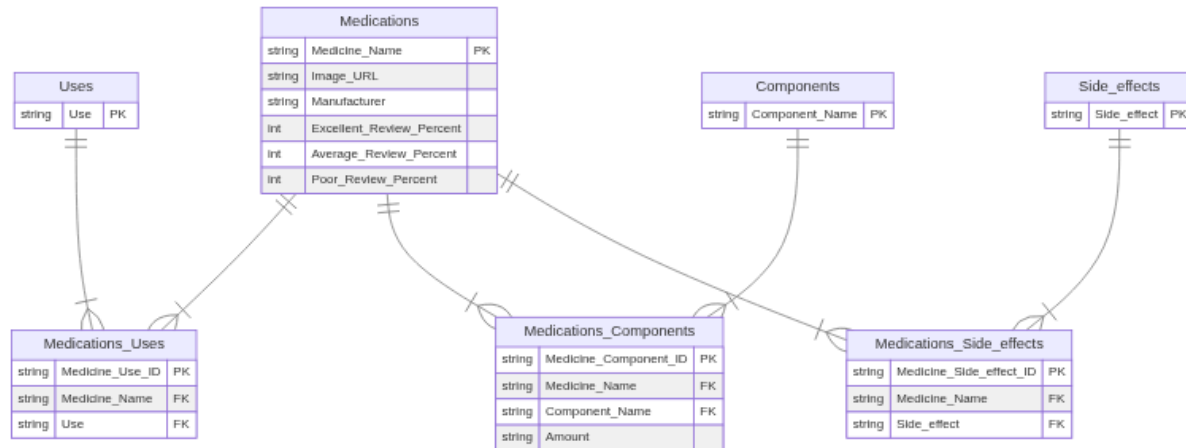 Medications
string Medicine_Name PK
string Image_URL
string Manufacturer
int Excellent_Review_Percent
int Average_Review_Percent
int Poor_Review_Percent
Uses
string Use PK
Components
string Component_Name PK
Side_effects
string Side_effect PK
Medications_Uses
string Medicine_Use_ID PK
string Medicine_Name FK
string Use FK
Medications_Components
string Medicine_Component_ID PK
string Medicine_Name FK
string Component_Name FK
string Amount
Medications_Side_effects
string Medicine_Side_effect_ID PK
string Medicine_Name FK
string Side_effect FK